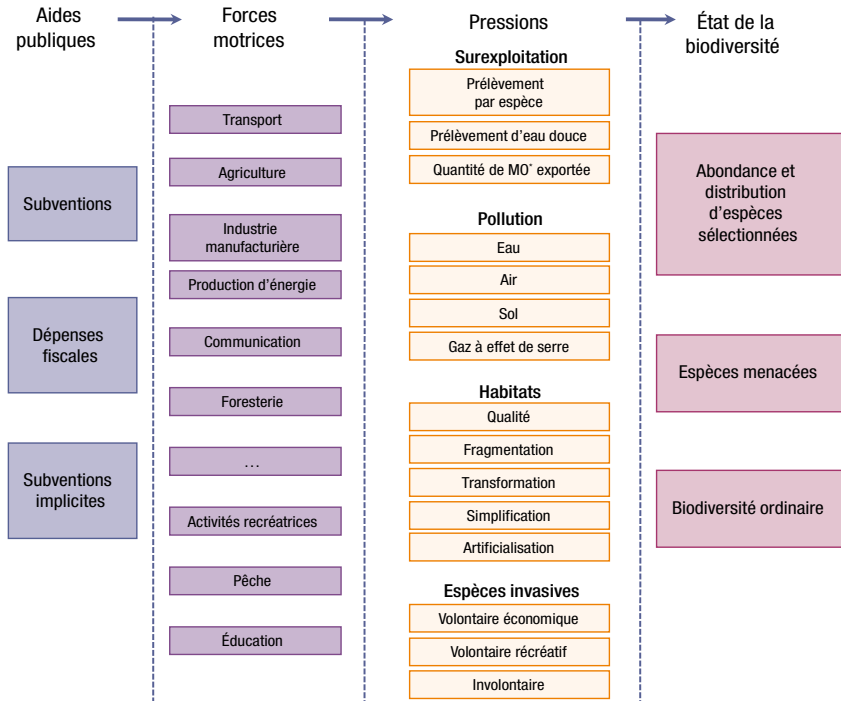 Aides
publiques
Forces
motrices
Pressions
État de la
biodiversité
Subventions
Dépenses
fiscales
Subventions
implicites
Transport
Agriculture
Industrie
manufacturière
Production d’énergie
Communication
Foresterie
…
Activités recréatrices
Pêche
Éducation
Surexploitation
Prélèvement
par espèce
Prélèvement d’eau douce
Quantité de MO* exportée
Pollution
Eau
Air
Sol
Gaz à effet de serre
Habitats
Qualité
Fragmentation
Transformation
Simplification
Artificialisation
Espèces invasives
Volontaire économique
Volontaire récréatif
Involontaire
Abondance et
distribution
d’espèces
sélectionnées
Espèces menacées
Biodiversité ordinaire